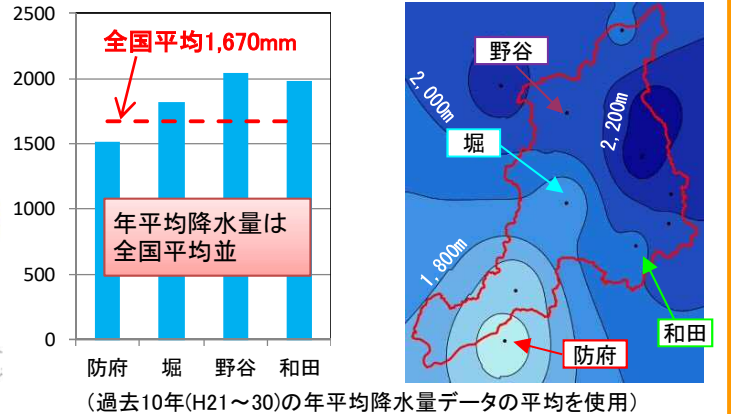 2500
2000
1500
1000
500
0
全国平均1,670mm
年平均降水量は
全国平均並
防府 堀 野谷 和田
野谷
堀
和田
防府
2,000m
2,200m
1,800m
(過去10年(H21～30)の年平均降水量データの平均を使用)